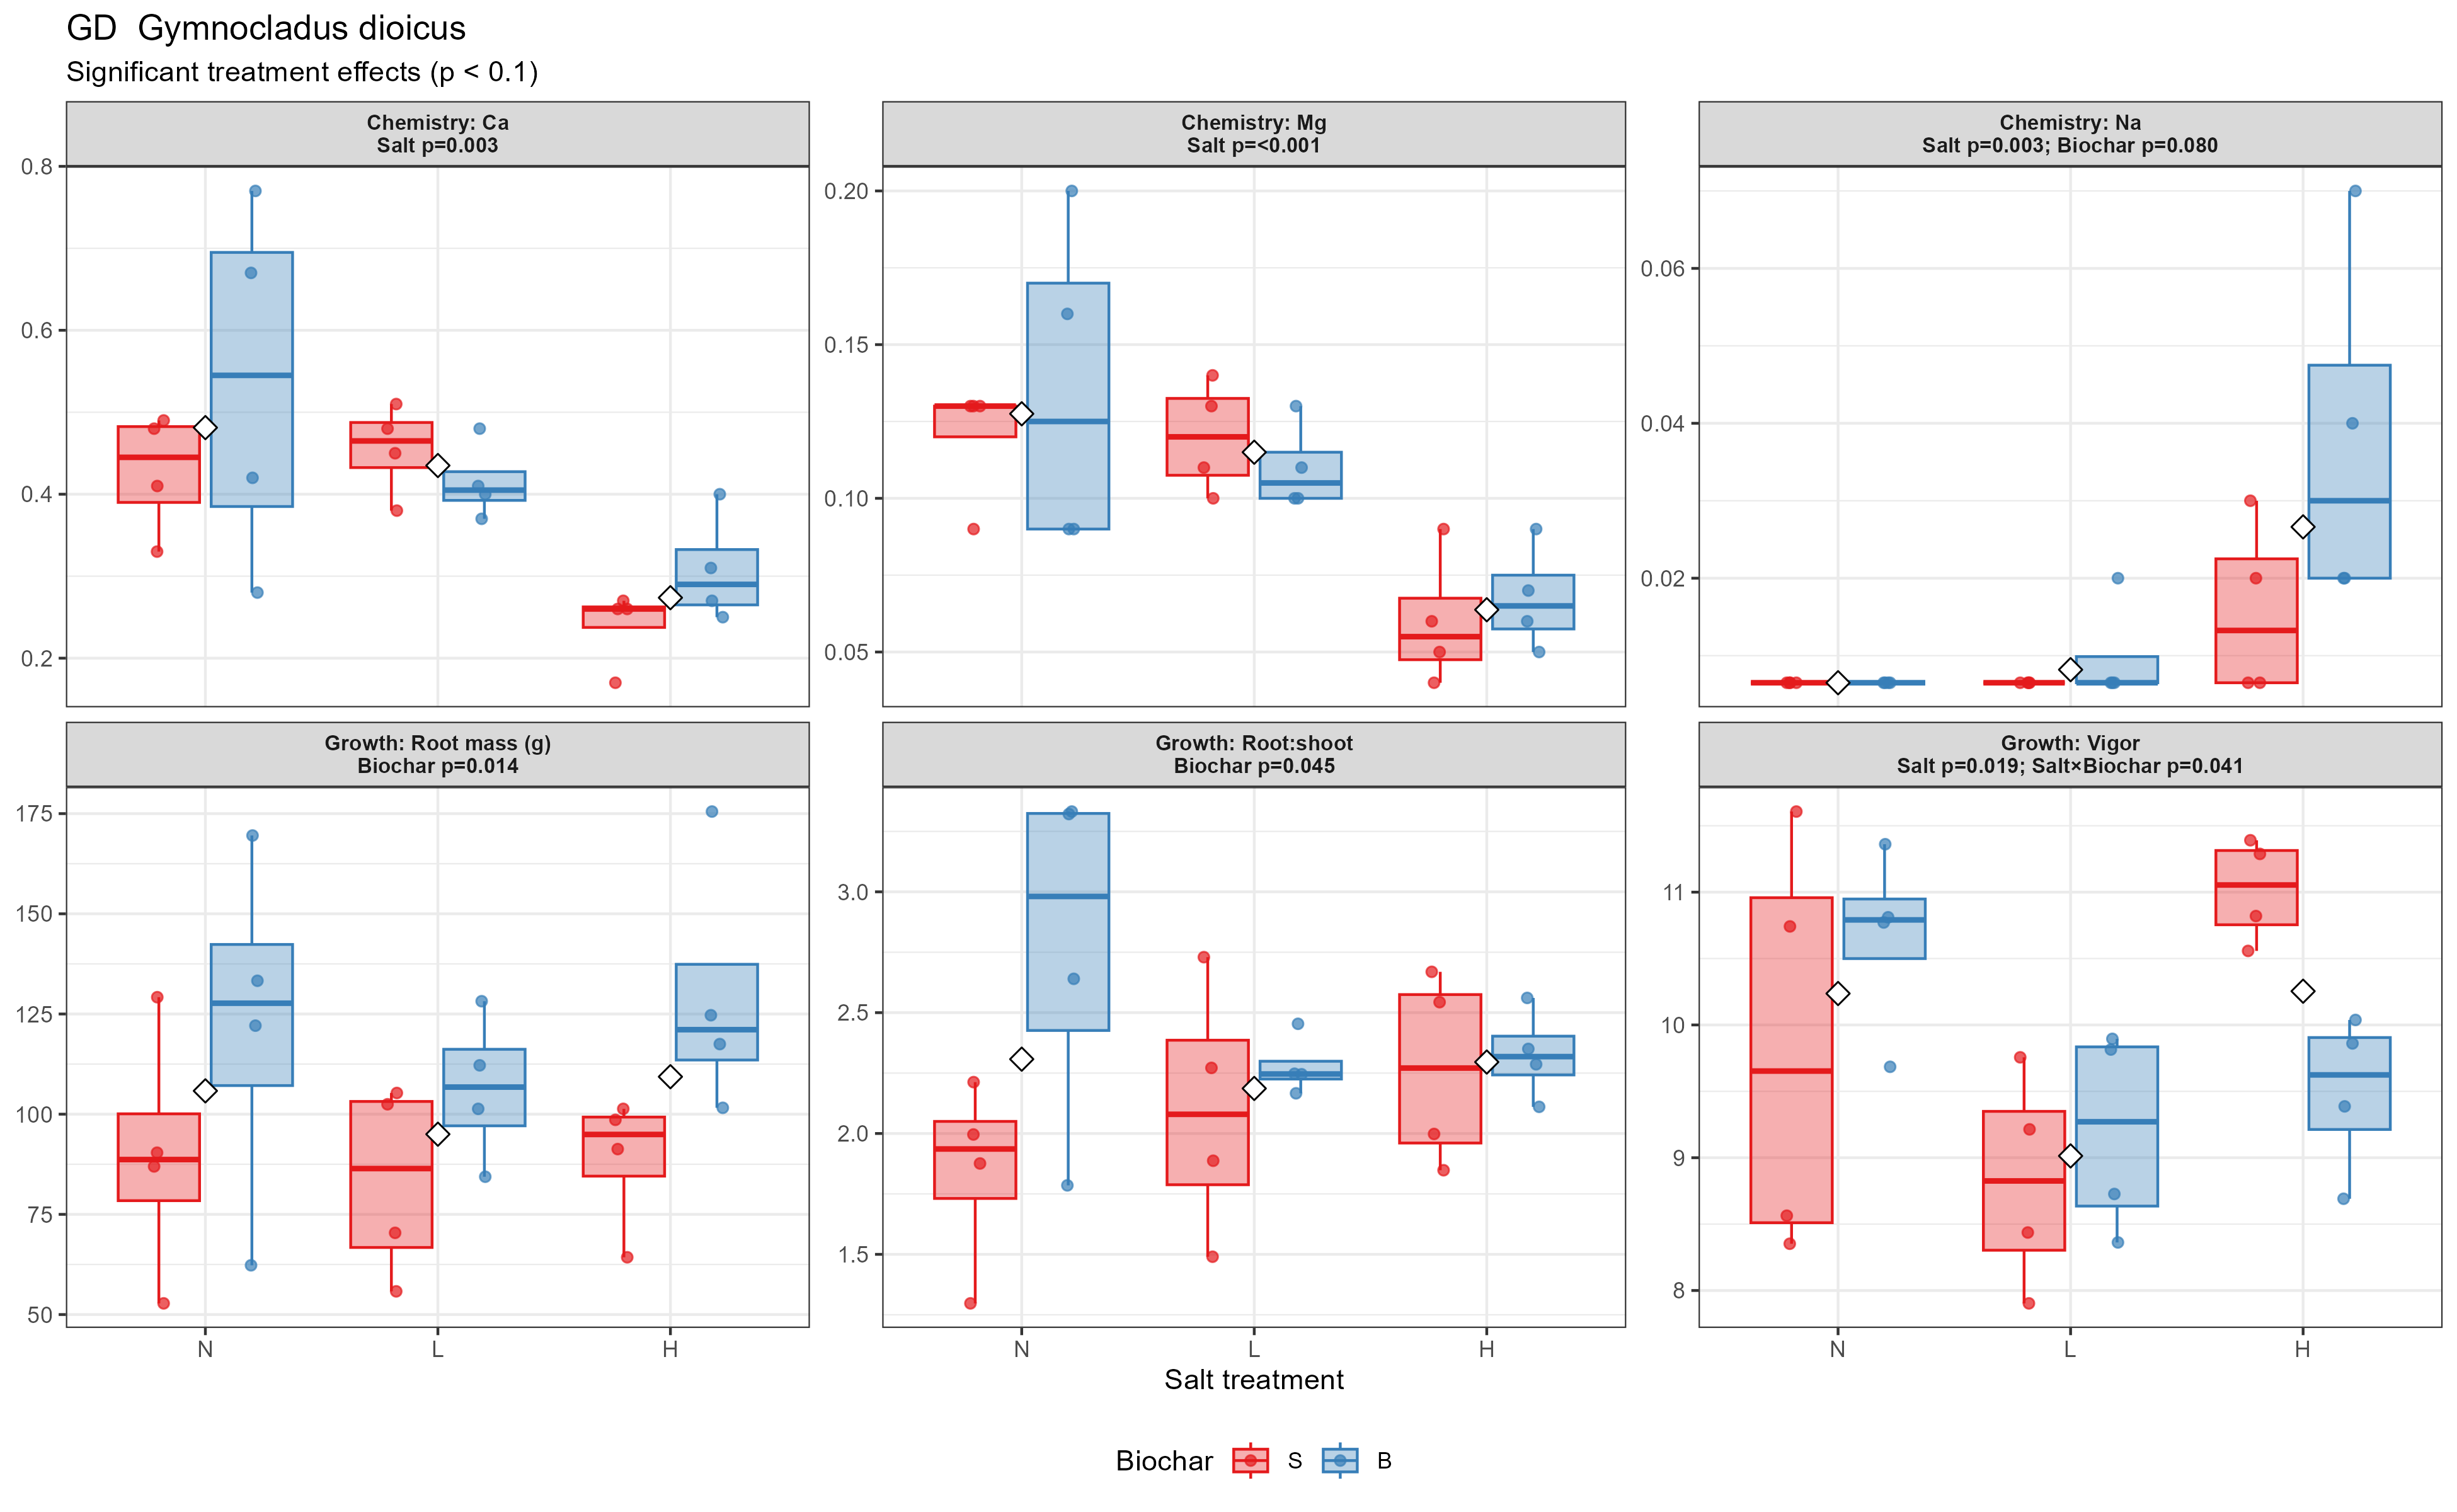 GD  Gymnocladus dioicus
Significant treatment effects (p < 0.1)
Chemistry: Ca
Salt p=0.003
Chemistry: Mg
Salt p=<0.001
Chemistry: Na
Salt p=0.003; Biochar p=0.080
0.8
0.6
0.4
0.2
0.20
0.15
0.10
0.05
0.06
0.04
0.02
Growth: Root mass (g)
Biochar p=0.014
Growth: Root:shoot
Biochar p=0.045
Growth: Vigor
Salt p=0.019; Salt×Biochar p=0.041
175
150
125
100
75
50
3.0
2.5
2.0
1.5
11
10
9
8
N L H
N L H
N L H
Salt treatment
Biochar S B